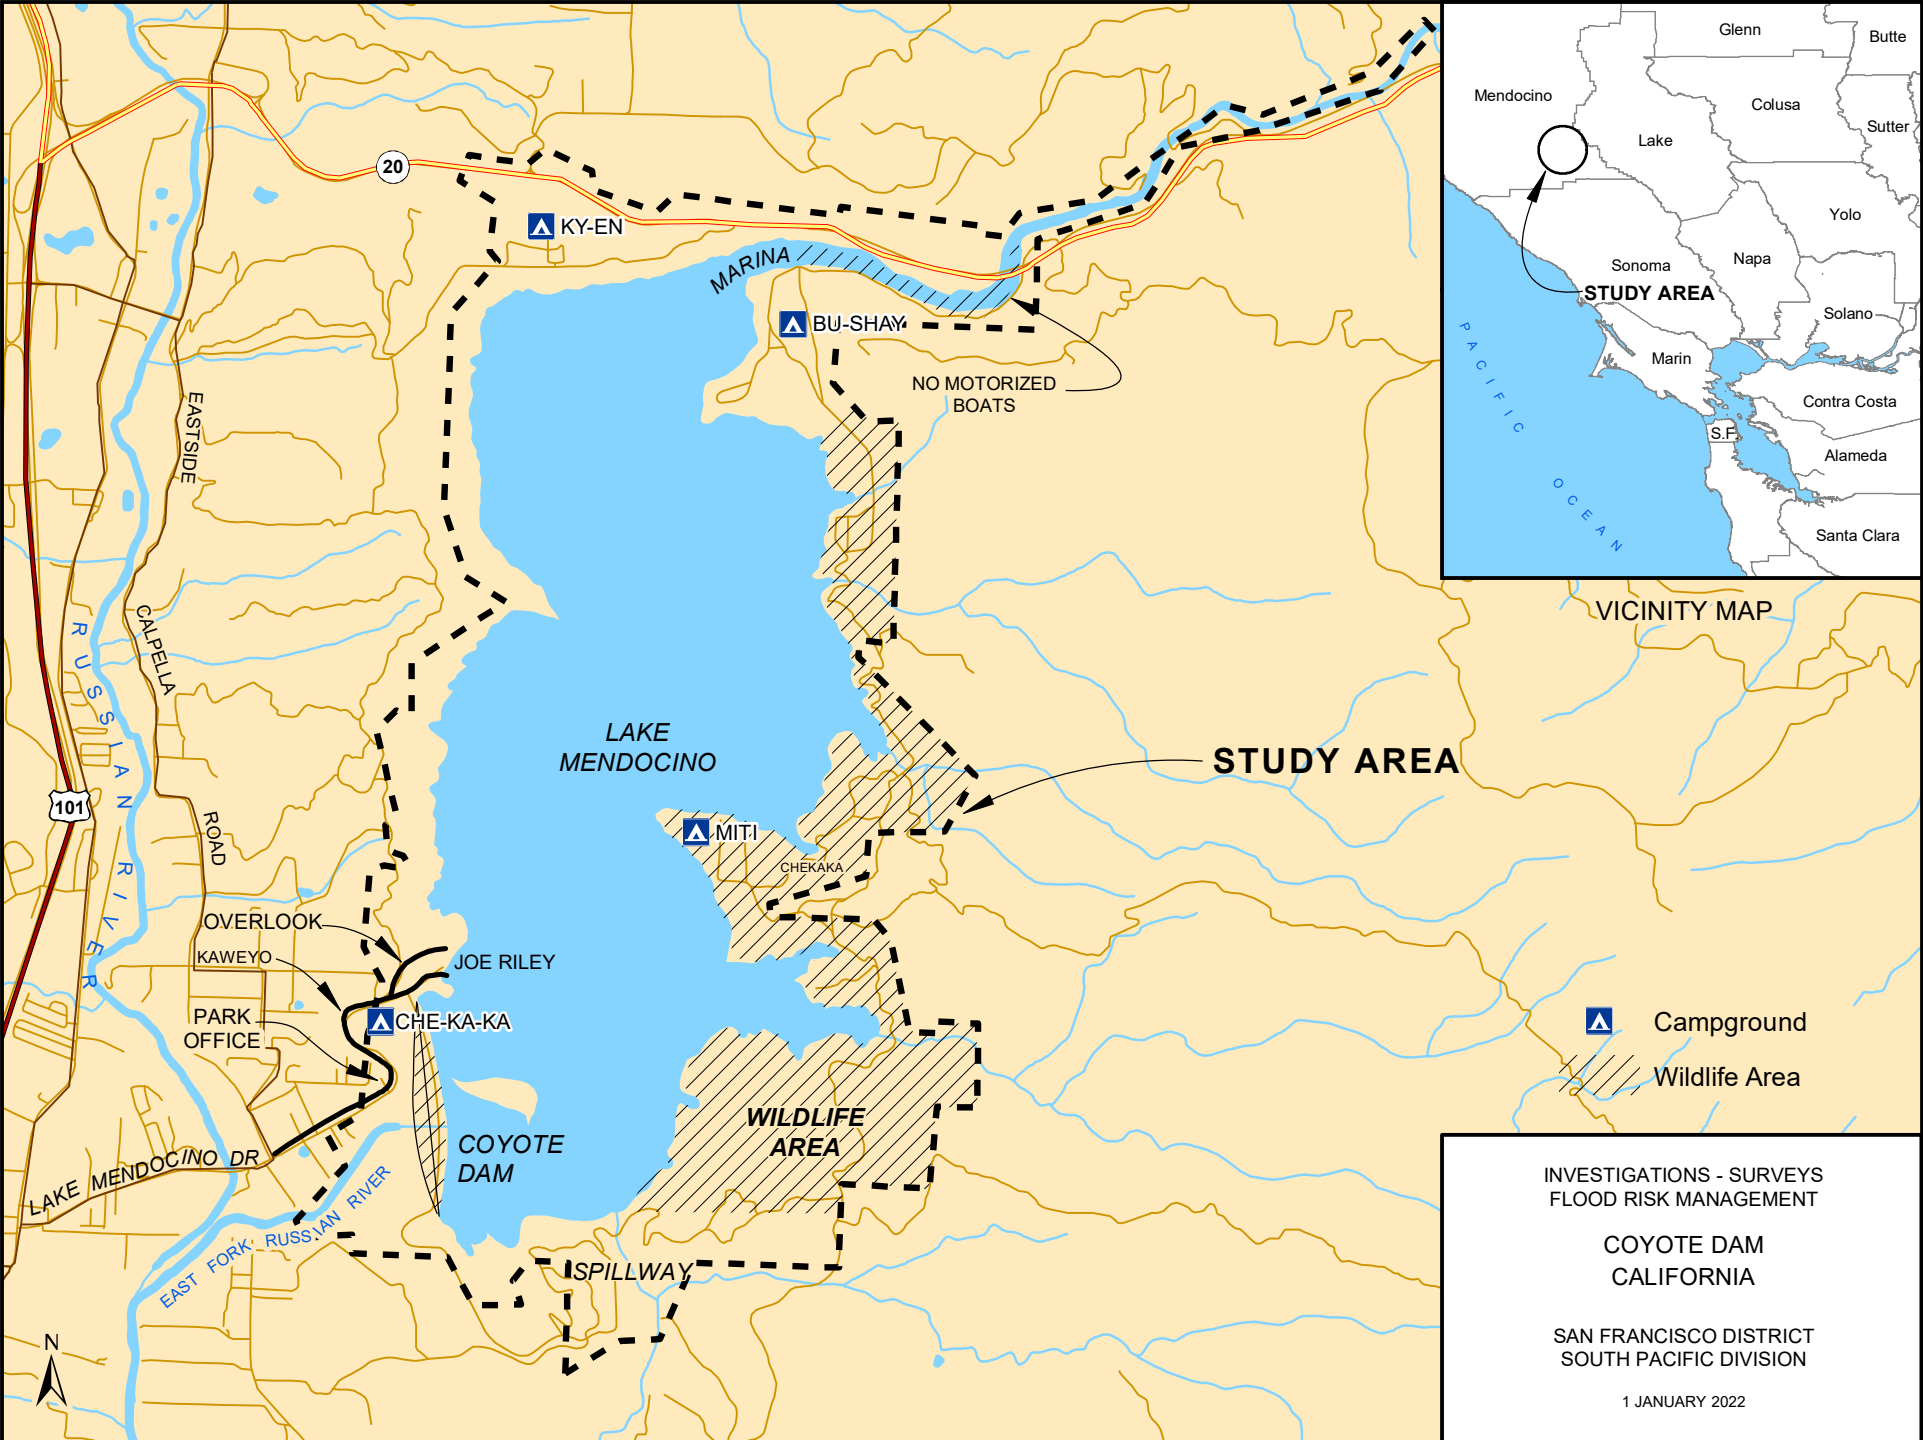 20
KY-EN
MARINA
BU-SHAY
NO MOTORIZED
BOATS
EASTSIDE
CALPELLA
ROAD
RUSSIAN RIVER
101
LAKE
MENDOCINO
STUDY AREA
MITI
CHEKAKA
OVERLOOK
KAWEYO
JOE RILEY
PARK
OFFICE
CHE-KA-KA
WILDLIFE
AREA
COYOTE
DAM
LAKE MENDOCINO DR
EAST FORK RUSSIAN RIVER
SPILLWAY
N
Glenn
Butte
Mendocino
Colusa
Sutter
Lake
Yolo
Napa
Sonoma
STUDY AREA
Solano
Marin
Contra Costa
S.F.
Alameda
Santa Clara
PACIFIC OCEAN
VICINITY MAP
Campground
Wildlife Area
INVESTIGATIONS - SURVEYS
FLOOD RISK MANAGEMENT
COYOTE DAM
CALIFORNIA
SAN FRANCISCO DISTRICT
SOUTH PACIFIC DIVISION
1 JANUARY 2022